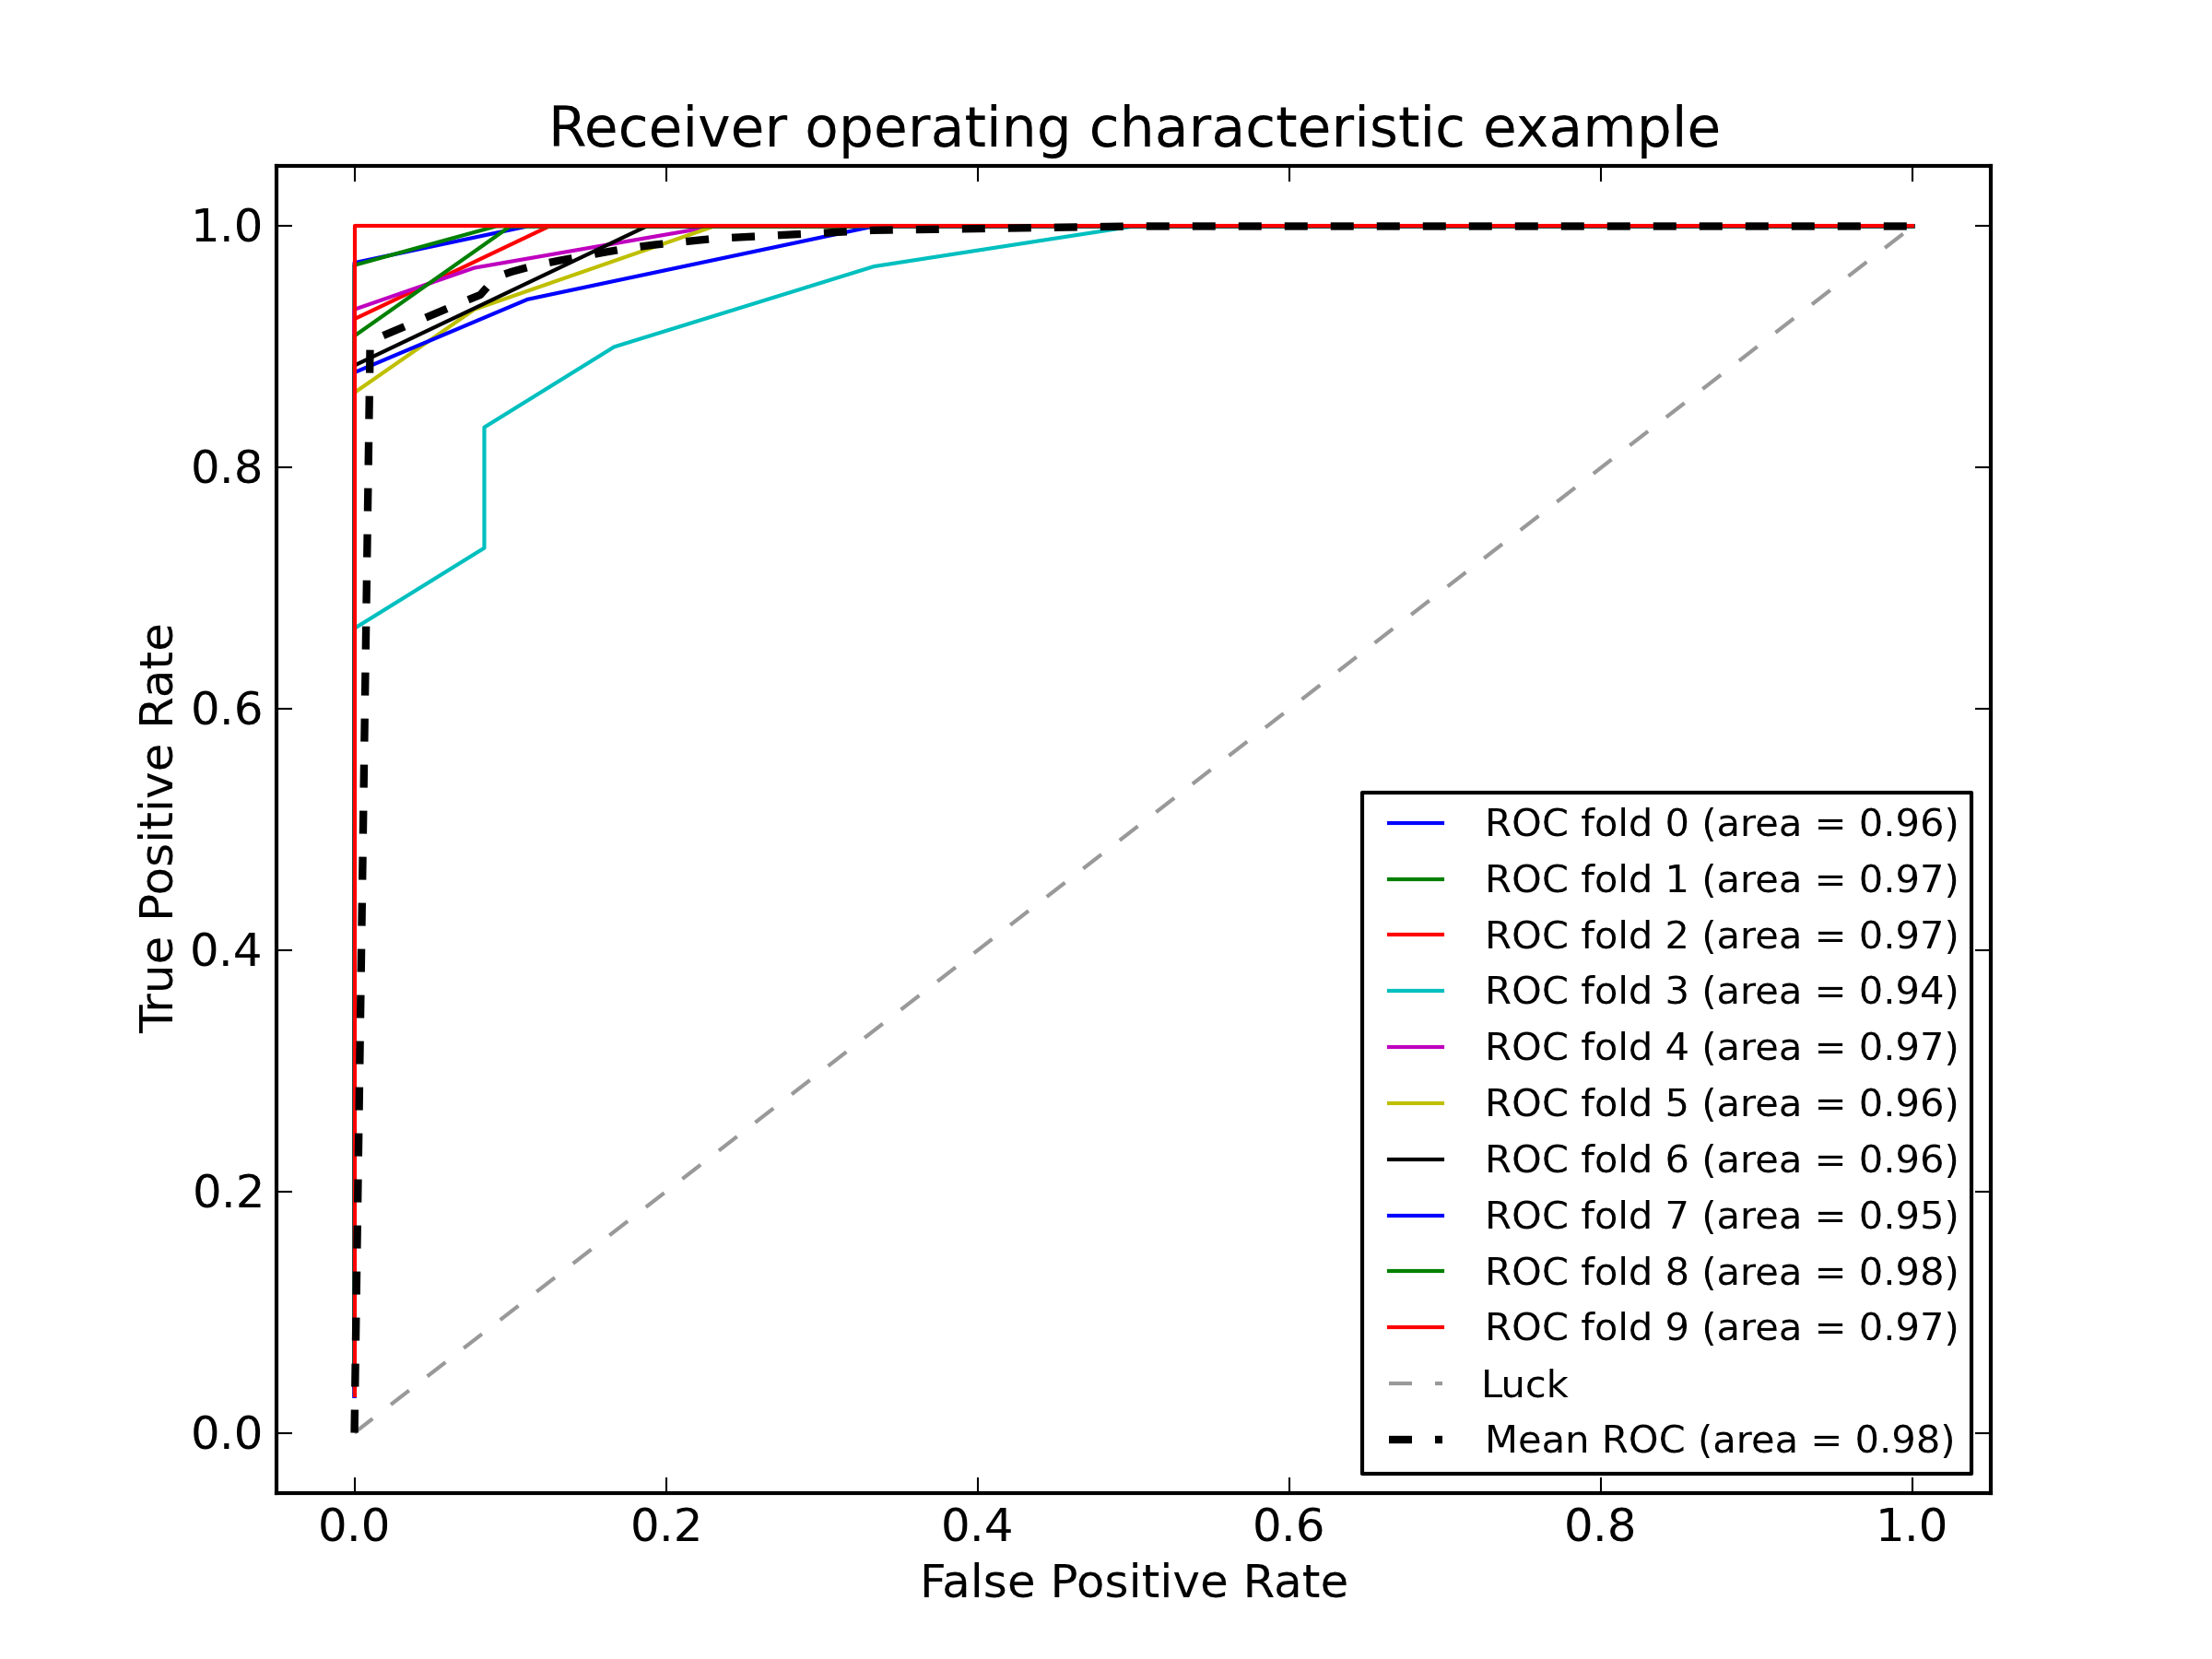 Receiver operating characteristic example
1.0
0.8
0.6
0.4
0.2
0.0
True Positive Rate
ROC fold 0 (area = 0.96)
ROC fold 1 (area = 0.97)
ROC fold 2 (area = 0.97)
ROC fold 3 (area = 0.94)
ROC fold 4 (area = 0.97)
ROC fold 5 (area = 0.96)
ROC fold 6 (area = 0.96)
ROC fold 7 (area = 0.95)
ROC fold 8 (area = 0.98)
ROC fold 9 (area = 0.97)
Luck
Mean ROC (area = 0.98)
0.0 0.2 0.4 0.6 0.8 1.0
False Positive Rate